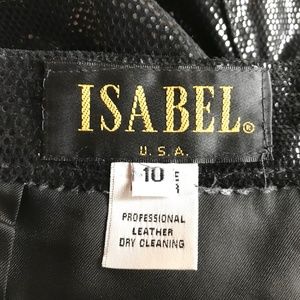 ISABEL®
U.S.A.
10
PROFESSIONAL
LEATHER
DRY CLEANING